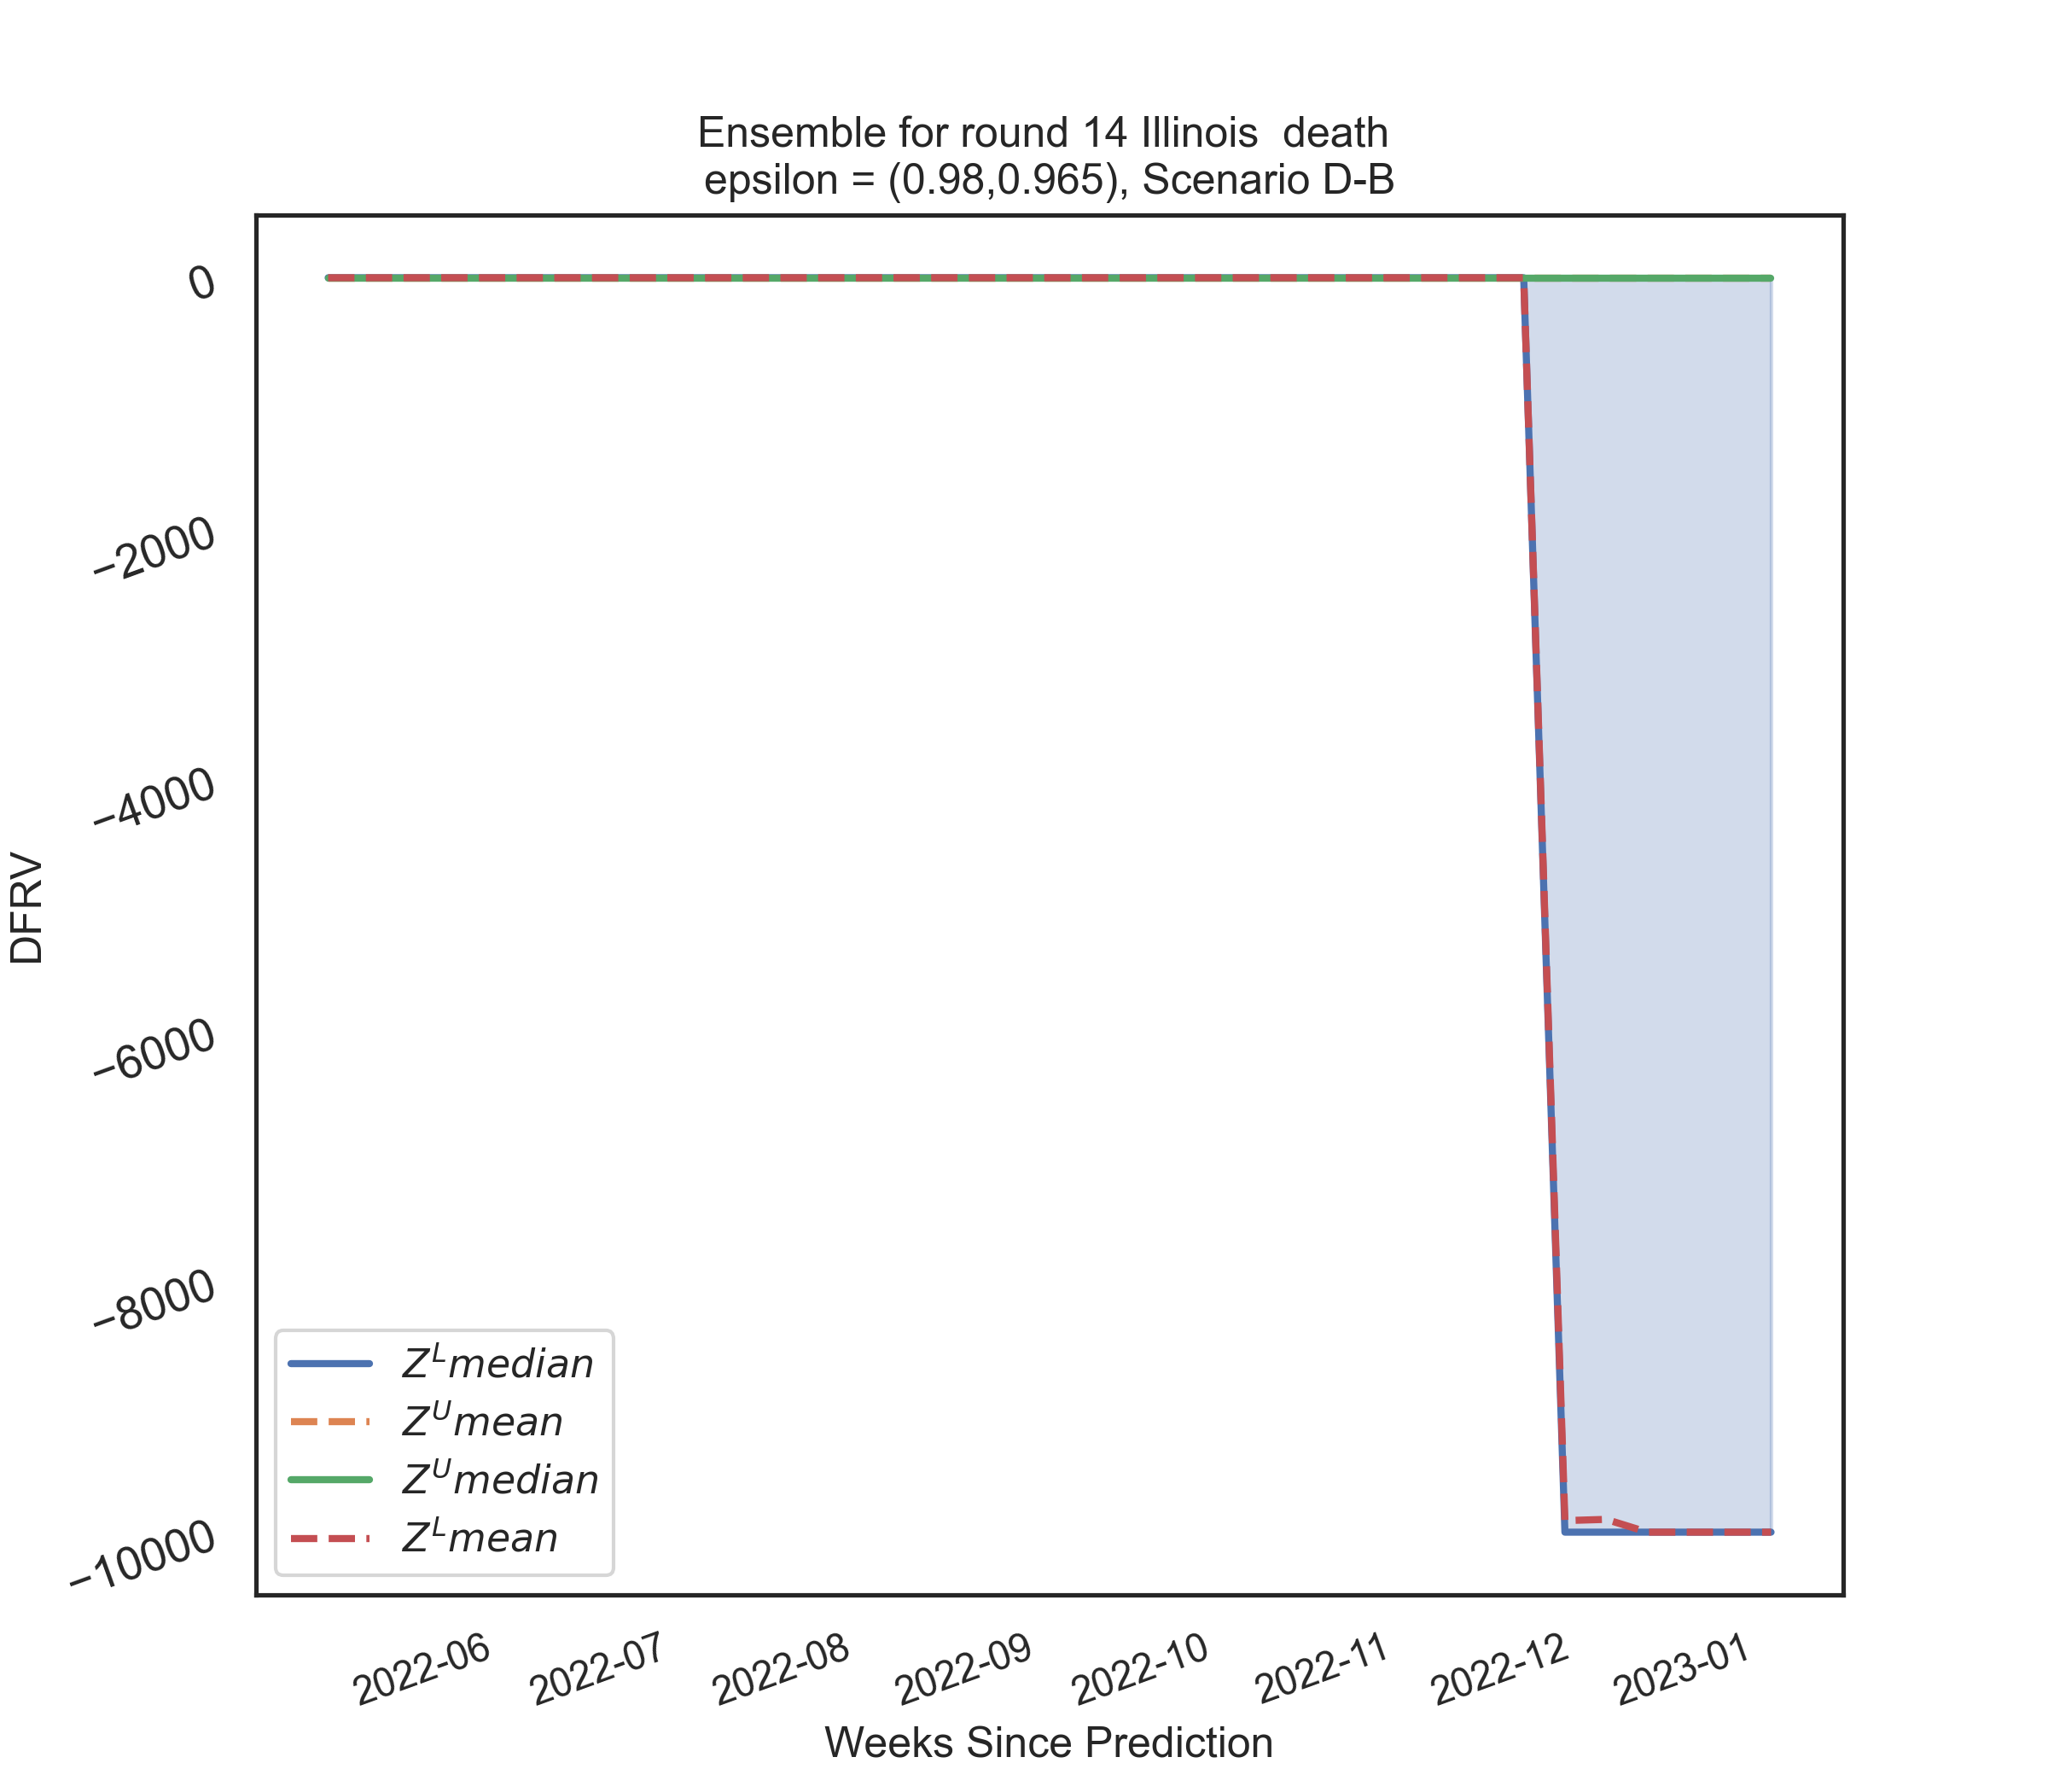 Ensemble for round 14 Illinois  death
epsilon = (0.98,0.965), Scenario D-B
0
−2000
−4000
−6000
−8000
−10000
DFRV
Z^L median
Z^U mean
Z^U median
Z^L mean
2022-06
2022-07
2022-08
2022-09
2022-10
2022-11
2022-12
2023-01
Weeks Since Prediction